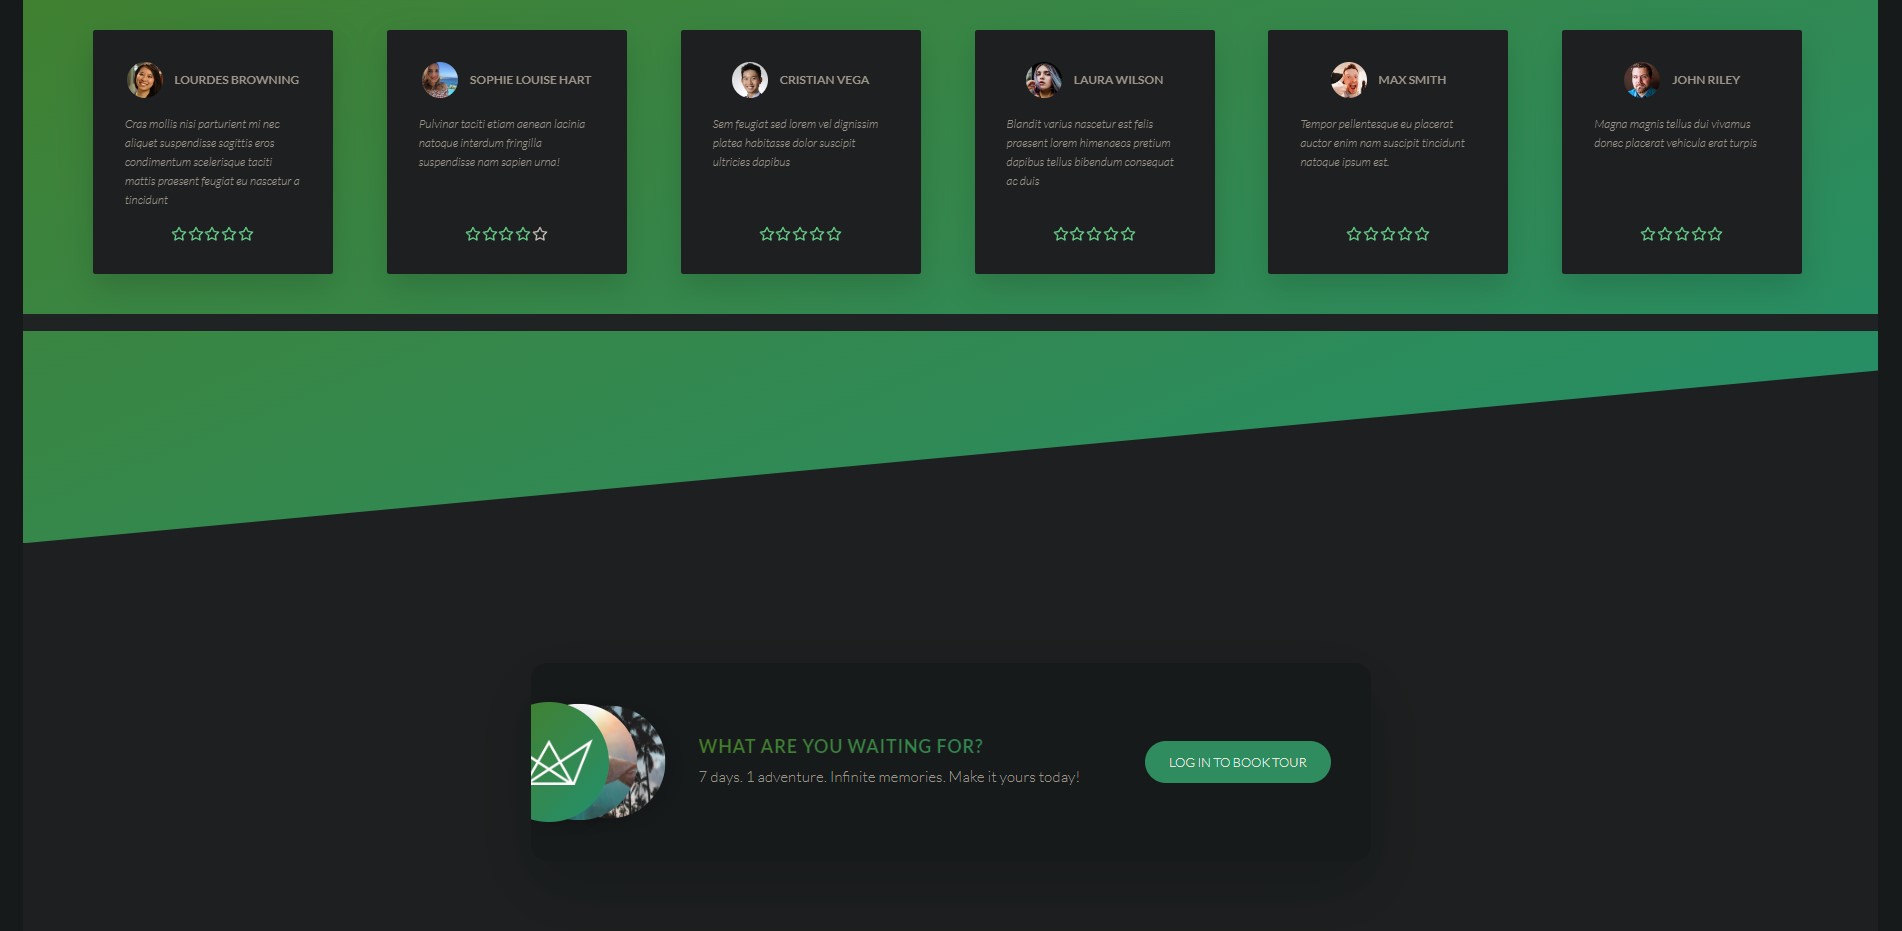 LOURDES BROWNING
Cras mollis nisi parturient mi nec
aliquet suspendisse sagittis eros
condimentum scelerisque taciti
mattis praesent feugiat eu nascetur a
tincidunt
SOPHIE LOUISE HART
Pulvinar taciti etiam aenean lacinia
natoque interdum fringilla
suspendisse nam sapien urna!
CRISTIAN VEGA
Sem feugiat sed lorem vel dignissim
platea habitasse dolor suscipit
ultricies dapibus
LAURA WILSON
Blandit varius nascetur est felis
praesent lorem himenaeos pretium
dapibus tellus bibendum consequat
ac duis
MAX SMITH
Tempor pellentesque eu placerat
auctor enim nam suscipit tincidunt
natoque ipsum est.
JOHN RILEY
Magna magnis tellus dui vivamus
donec placerat vehicula erat turpis
WHAT ARE YOU WAITING FOR?
7 days. 1 adventure. Infinite memories. Make it yours today!
LOG IN TO BOOK TOUR